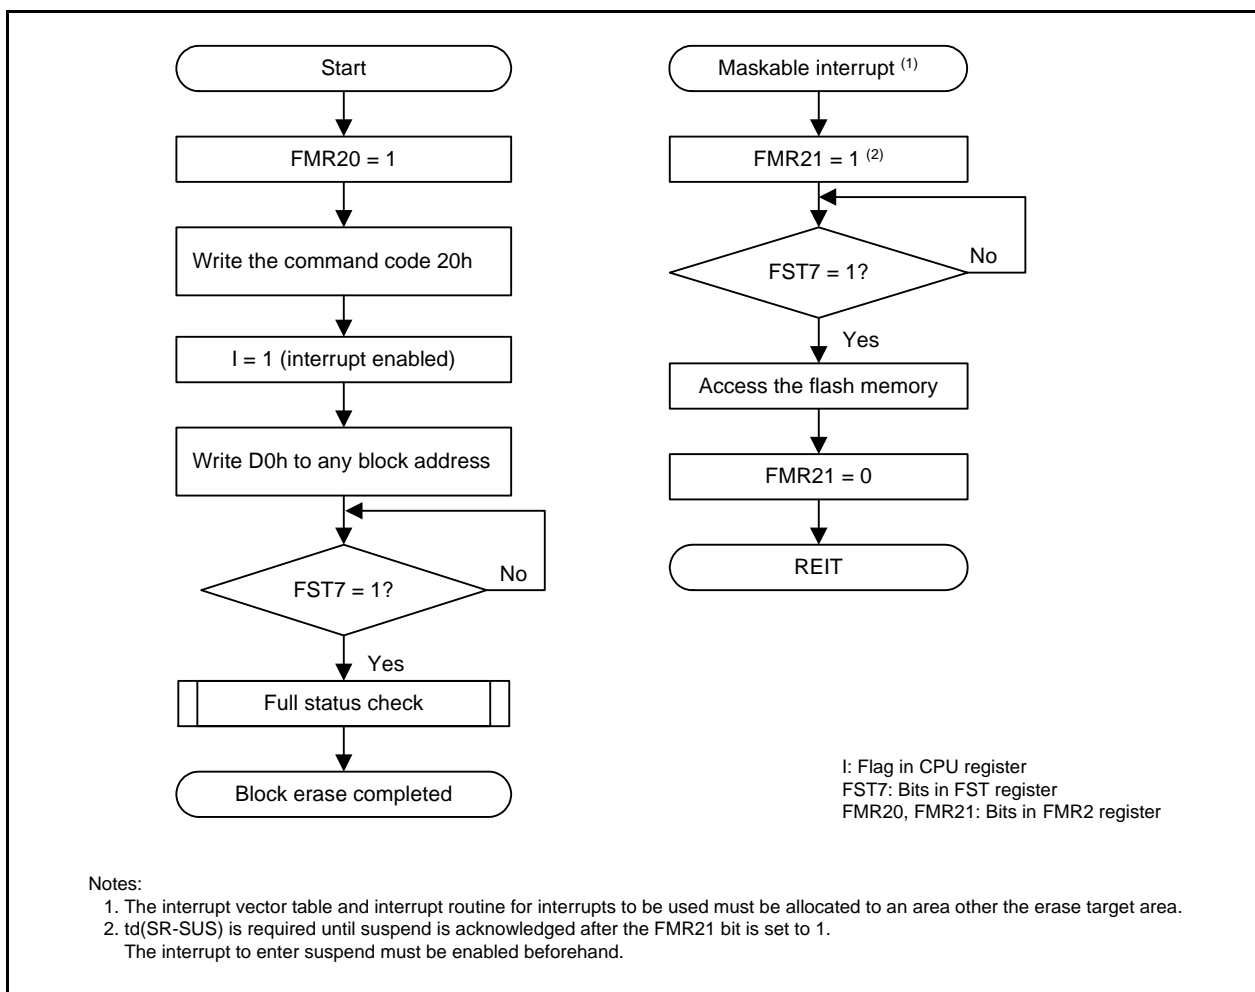 Start
FMR20 = 1
Write the command code 20h
I = 1 (interrupt enabled)
Write D0h to any block address
FST7 = 1?
No
Yes
Full status check
Block erase completed
Maskable interrupt (1)
FMR21 = 1 (2)
FST7 = 1?
No
Yes
Access the flash memory
FMR21 = 0
REIT
I: Flag in CPU register
FST7: Bits in FST register
FMR20, FMR21: Bits in FMR2 register
Notes:
1. The interrupt vector table and interrupt routine for interrupts to be used must be allocated to an area other the erase target area.
2. td(SR-SUS) is required until suspend is acknowledged after the FMR21 bit is set to 1.
The interrupt to enter suspend must be enabled beforehand.